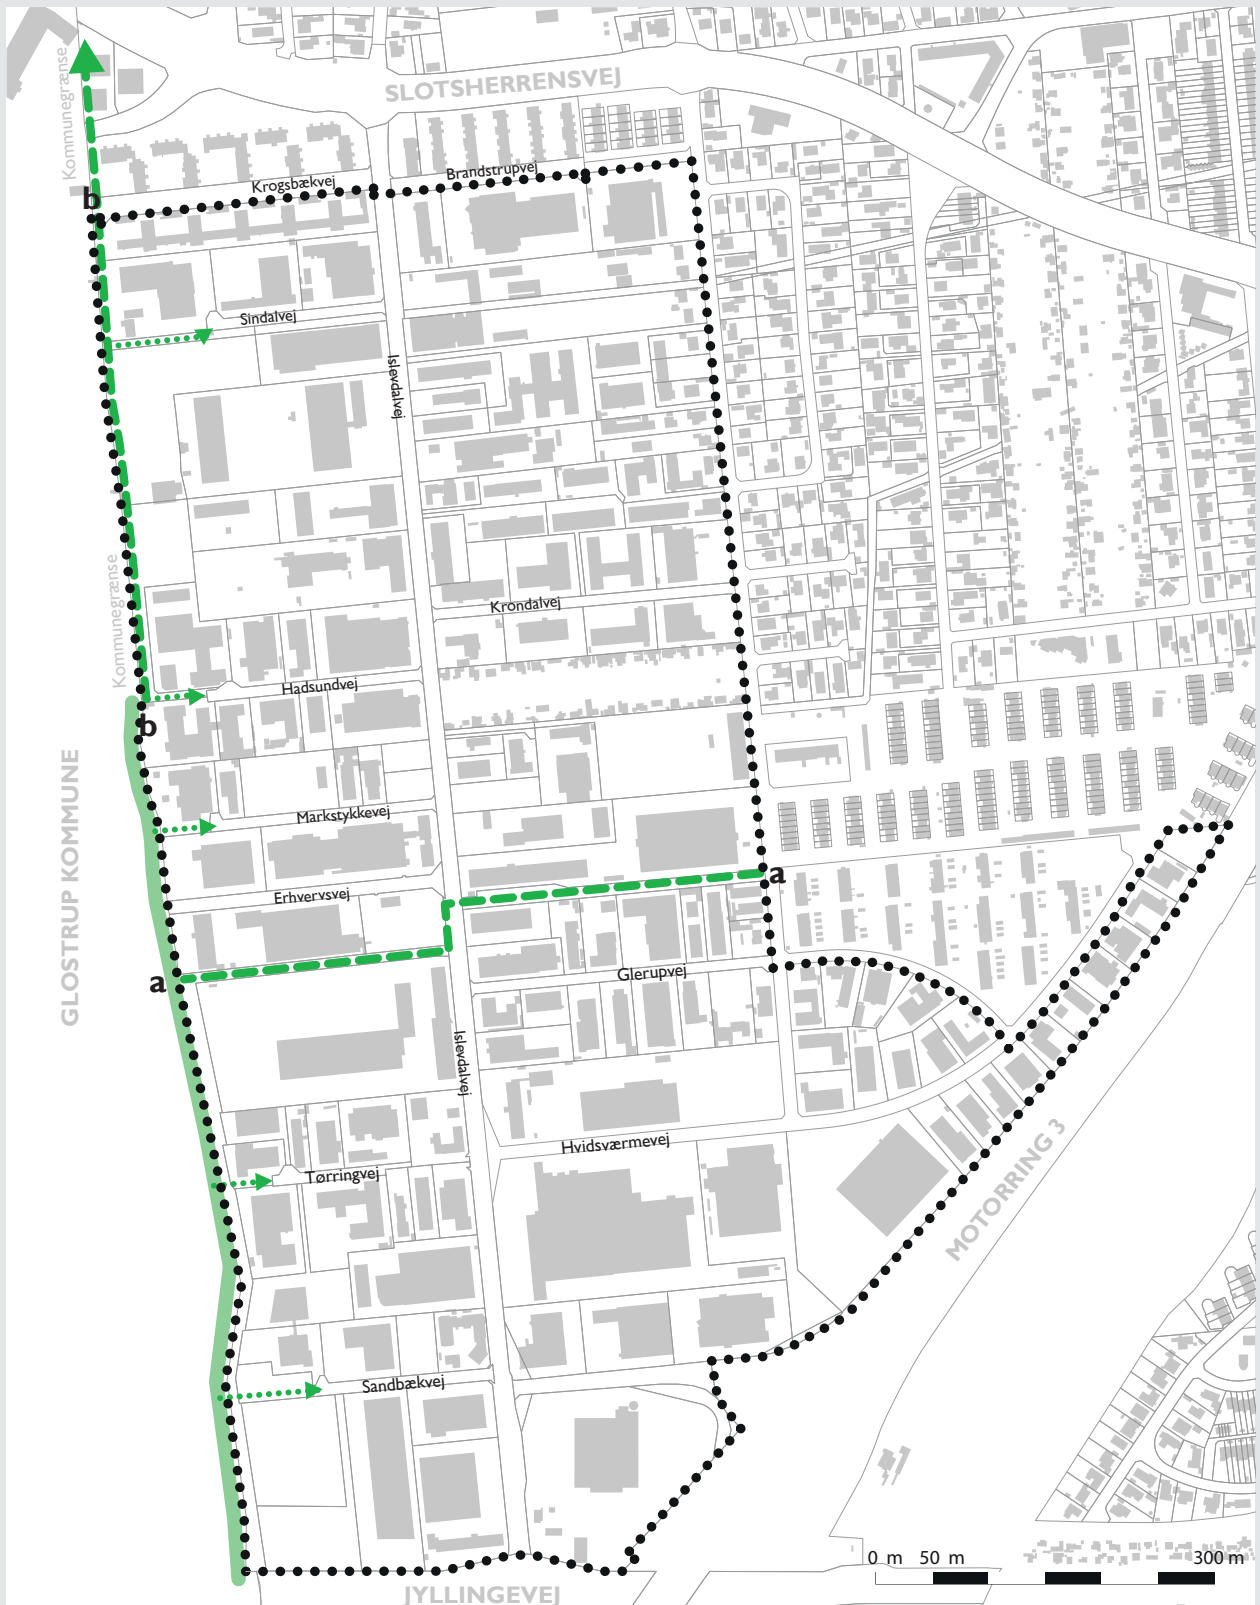 Kommunegrænse
SLOTSHERRENSVEJ
Brandstrupvej
Krogsbækvej
b
Sindalvej
Islevdalvej
Kommunegrænse
Krondalvej
Hadsundvej
b
GLOSTRUP KOMMUNE
Markstykkevej
a
Erhvervsvej
Glerupvej
a
Islevdalvej
Hvidsværmevej
MOTORRING 3
Tørringvej
Sandbækvej
0 m 50 m 300 m
JYLLINGEVEJ